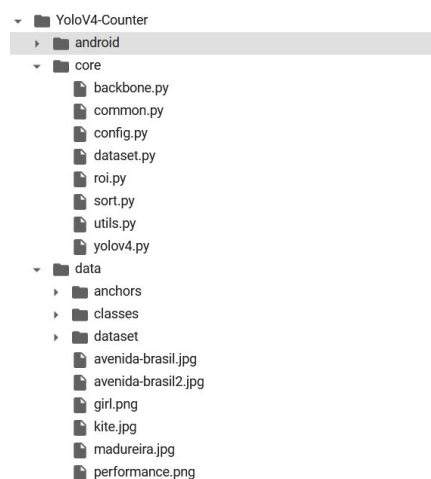 YoloV4-Counter
android
core
backbone.py
common.py
config.py
dataset.py
roi.py
sort.py
utils.py
yolov4.py
data
anchors
classes
dataset
avenida-brasil.jpg
avenida-brasil2.jpg
girl.png
kite.jpg
madureira.jpg
performance.png